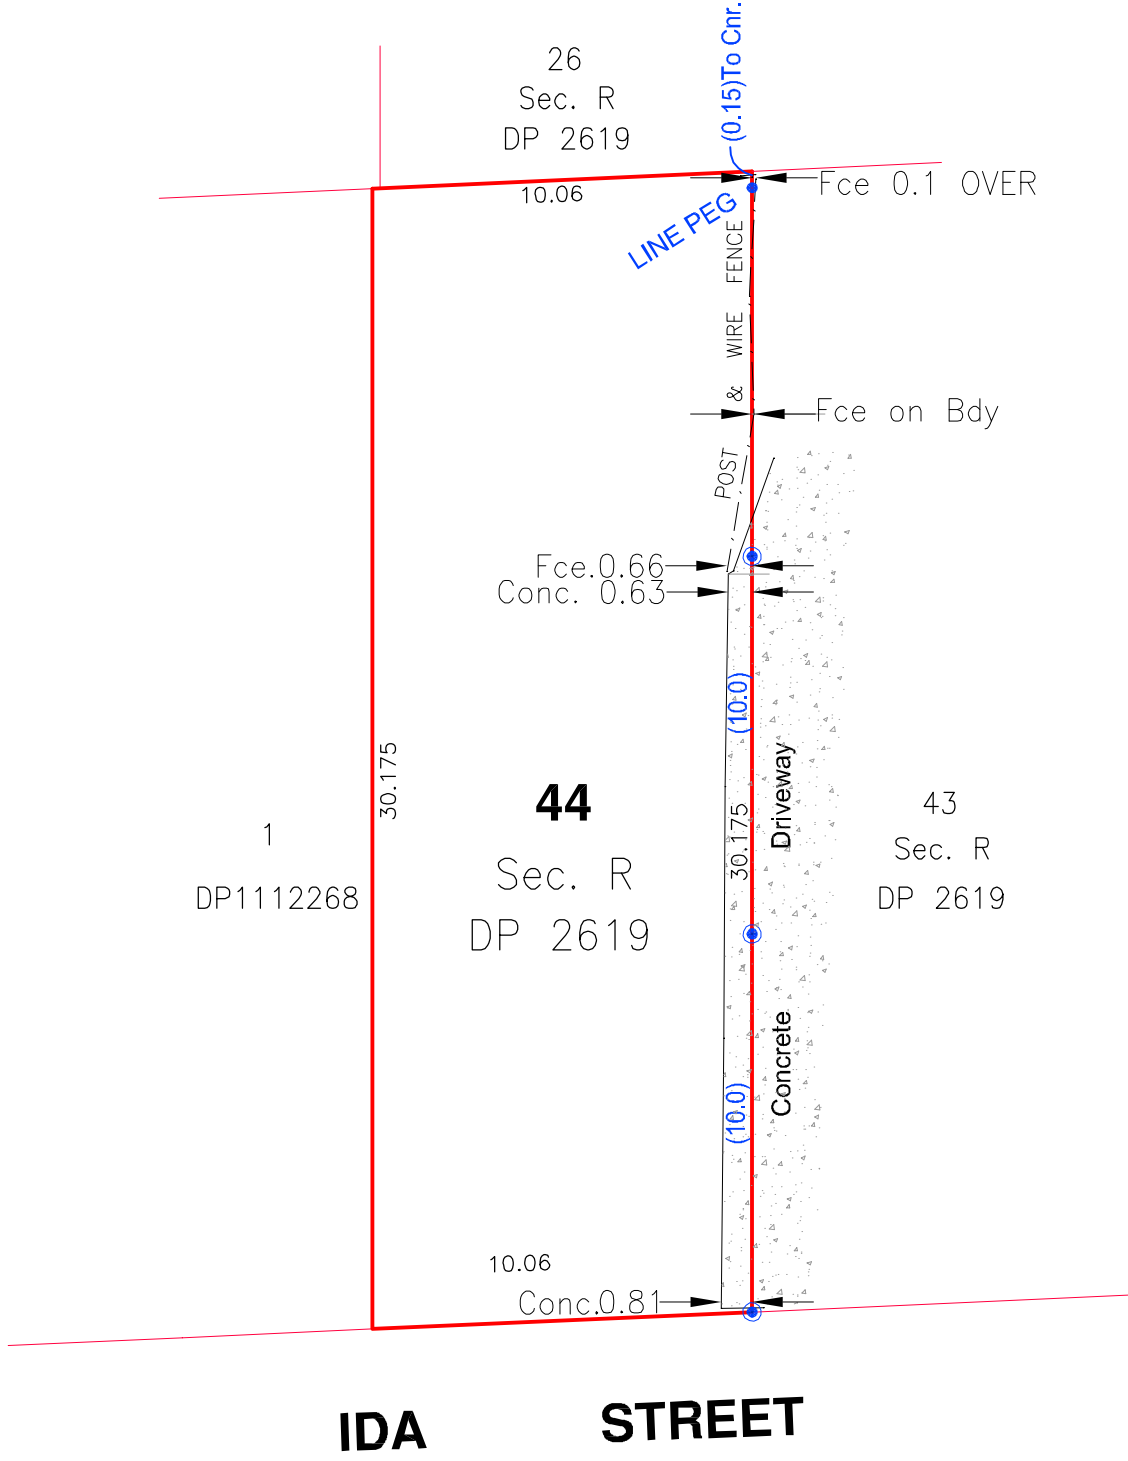 (0.15)To Cnr.
26
Sec. R
DP 2619
10.06
Fce 0.1 OVER
LINE PEG
POST & WIRE FENCE
Fce on Bdy
Fce.0.66
Conc. 0.63
(10.0)
30.175
30.175
Driveway
44
Sec. R
DP 2619
1
DP1112268
43
Sec. R
DP 2619
Concrete
(10.0)
10.06
Conc.0.81
IDA STREET